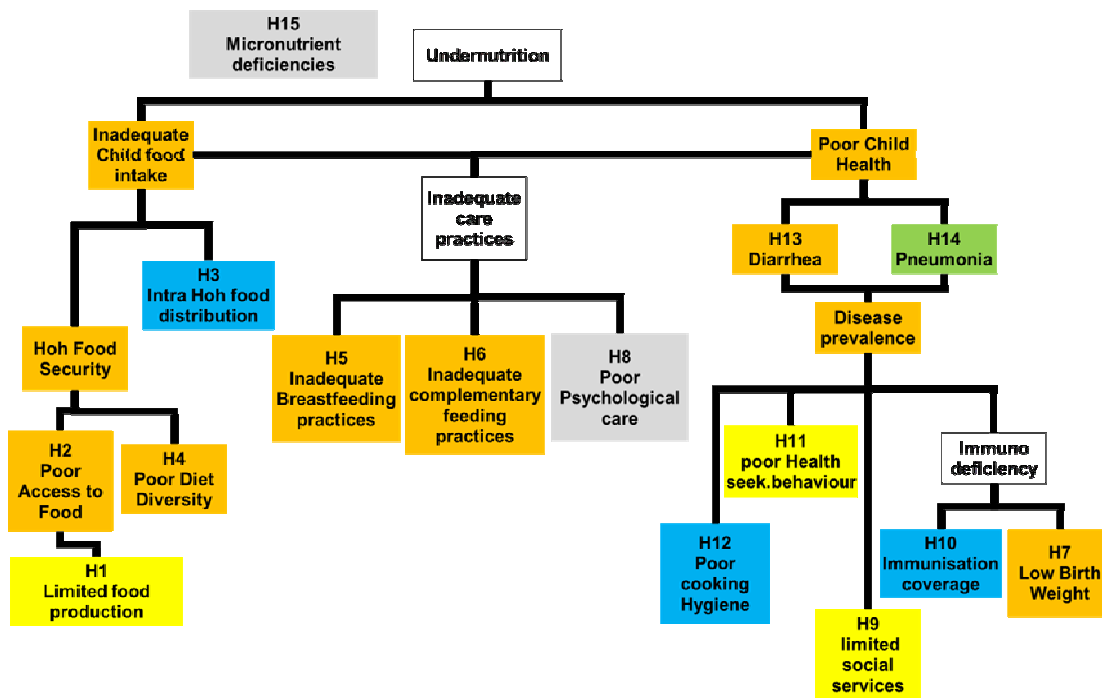 H15
Micronutrient
deficiencies
Undernutrition
Inadequate
Child food
intake
Poor Child
Health
Inadequate
care
practices
H13
Diarrhea
H14
Pneumonia
H3
Intra Hoh food
distribution
Disease
prevalence
Hoh Food
Security
H5
Inadequate
Breastfeeding
practices
H6
Inadequate
complementary
feeding
practices
H8
Poor
Psychological
care
H2
Poor
Access to
Food
H4
Poor Diet
Diversity
H11
poor Health
seek.behaviour
Immuno
deficiency
H12
Poor
cooking
Hygiene
H10
Immunisation
coverage
H7
Low Birth
Weight
H1
Limited food
production
H9
limited
social
services